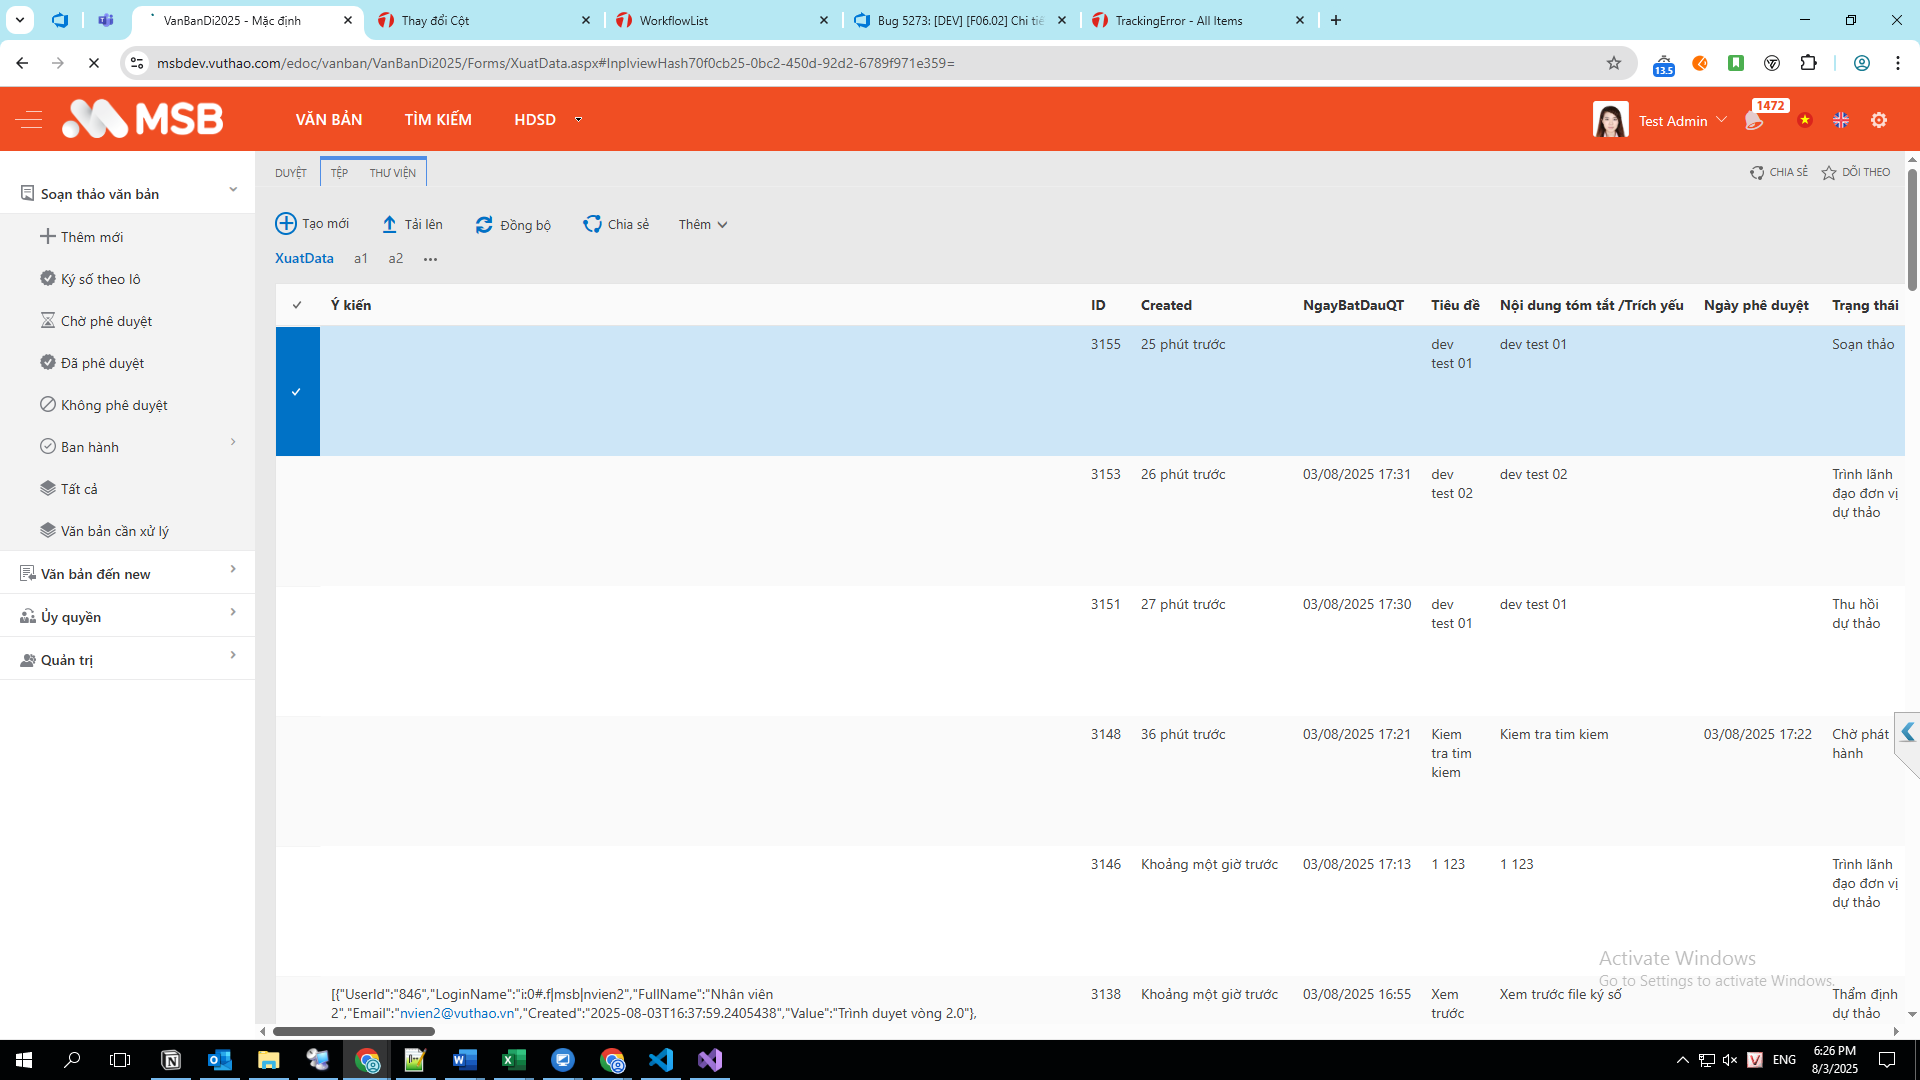 VanBanDi2025 - Mặc định
Thay đổi Cột
WorkflowList
Bug 5273: [DEV] [F06.02] Chi tiế
TrackingError - All Items
msbdev.vuthao.com/edoc/vanban/VanBanDi2025/Forms/XuatData.aspx#InplviewHash70f0cb25-0bc2-450d-92d2-6789f971e359=
13.5
MSB
VĂN BẢN
TÌM KIẾM
HDSD
Test Admin
1472
Soạn thảo văn bản
Thêm mới
Ký số theo lô
Chờ phê duyệt
Đã phê duyệt
Không phê duyệt
Ban hành
Tất cả
Văn bản cần xử lý
Văn bản đến new
Ủy quyền
Quản trị
DUYỆT
TỆP
THƯ VIỆN
CHIA SẺ
DÕI THEO
Tạo mới
Tải lên
Đồng bộ
Chia sẻ
Thêm
XuatData
a1
a2
Ý kiến
ID
Created
NgayBatDauQT
Tiêu đề
Nội dung tóm tắt /Trích yếu
Ngày phê duyệt
Trạng thái
3155
25 phút trước
dev
test 01
dev test 01
Soạn thảo
3153
26 phút trước
03/08/2025 17:31
dev
test 02
dev test 02
Trình lãnh
đạo đơn vị
dự thảo
3151
27 phút trước
03/08/2025 17:30
dev
test 01
dev test 01
Thu hồi
dự thảo
3148
36 phút trước
03/08/2025 17:21
Kiem
tra tim
kiem
Kiem tra tim kiem
03/08/2025 17:22
Chờ phát
hành
3146
Khoảng một giờ trước
03/08/2025 17:13
1 123
1 123
Trình lãnh
đạo đơn vị
dự thảo
[{"UserId":"846","LoginName":"i:0#.f|msb|nvien2","FullName":"Nhân viên
2","Email":"nvien2@vuthao.vn","Created":"2025-08-03T16:37:59.2405438","Value":"Trình duyet vòng 2.0"},
3138
Khoảng một giờ trước
03/08/2025 16:55
Xem
trước
Xem trước file ký số
Thẩm định
dự thảo
Activate Windows
Go to Settings to activate Windows.
ENG
6:26 PM
8/3/2025